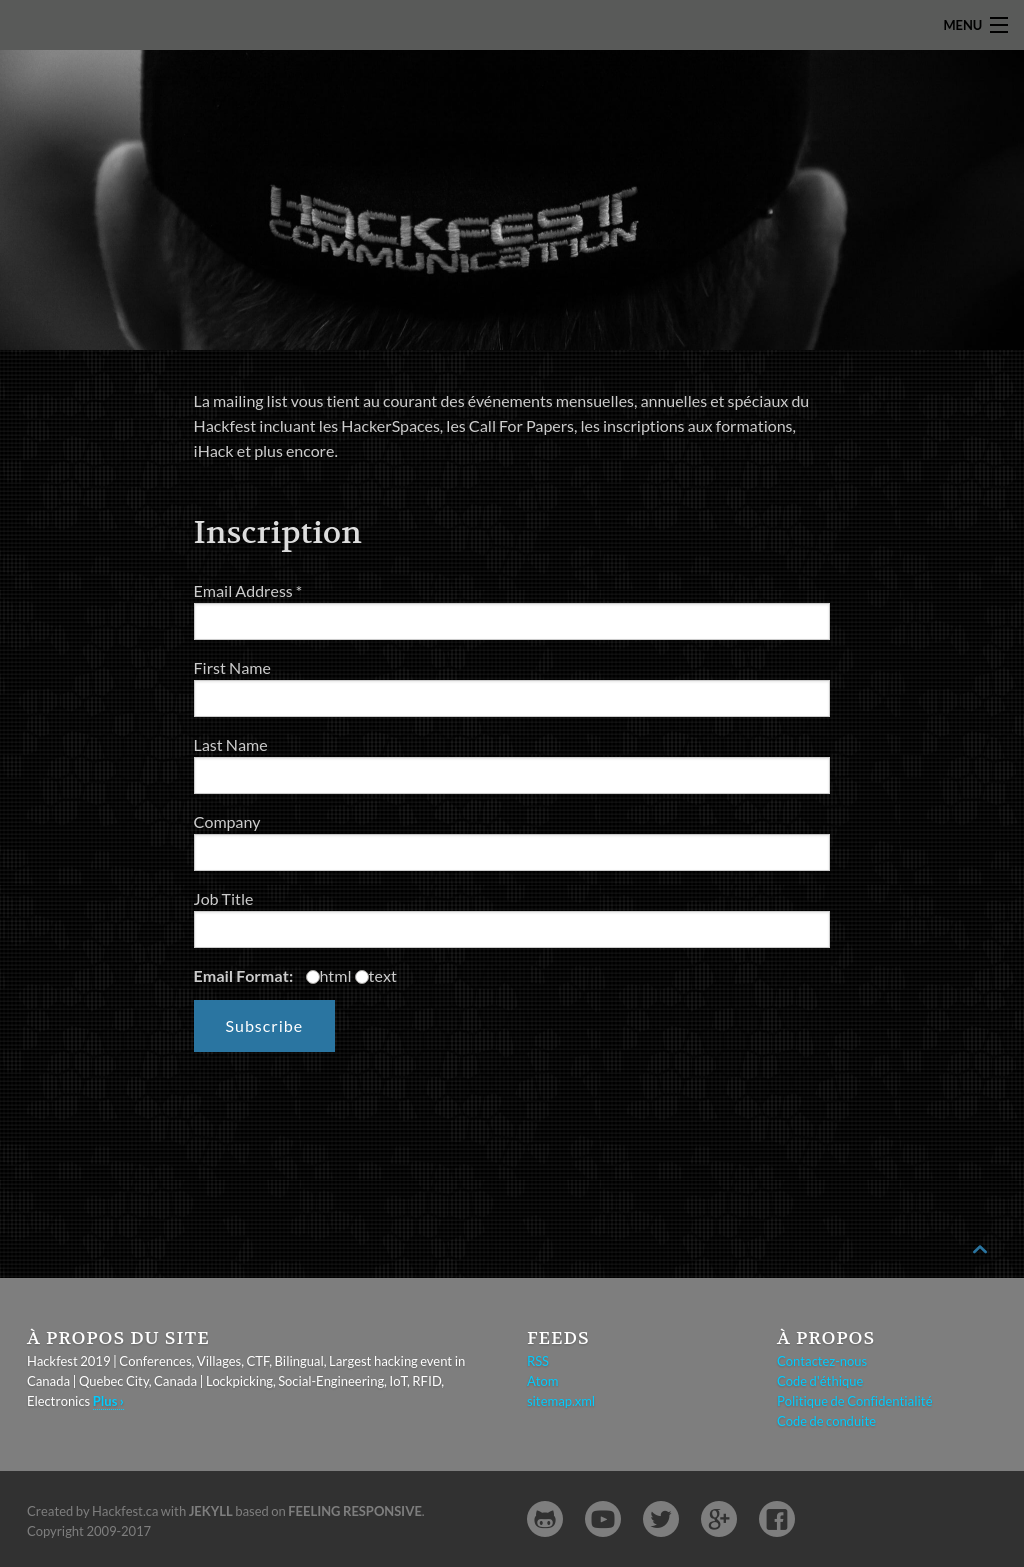 MENU
HACKFEST
COMMUNICATION
La mailing list vous tient au courant des événements mensuelles, annuelles et spéciaux du
Hackfest incluant les HackerSpaces, les Call For Papers, les inscriptions aux formations,
iHack et plus encore.
Inscription
Email Address *
First Name
Last Name
Company
Job Title
Email Format: html text
Subscribe
À PROPOS DU SITE
Hackfest 2019 | Conferences, Villages, CTF, Bilingual, Largest hacking event in
Canada | Quebec City, Canada | Lockpicking, Social-Engineering, IoT, RFID,
Electronics Plus ›
FEEDS
RSS
Atom
sitemap.xml
À PROPOS
Contactez-nous
Code d'éthique
Politique de Confidentialité
Code de conduite
Created by Hackfest.ca with JEKYLL based on FEELING RESPONSIVE.
Copyright 2009-2017